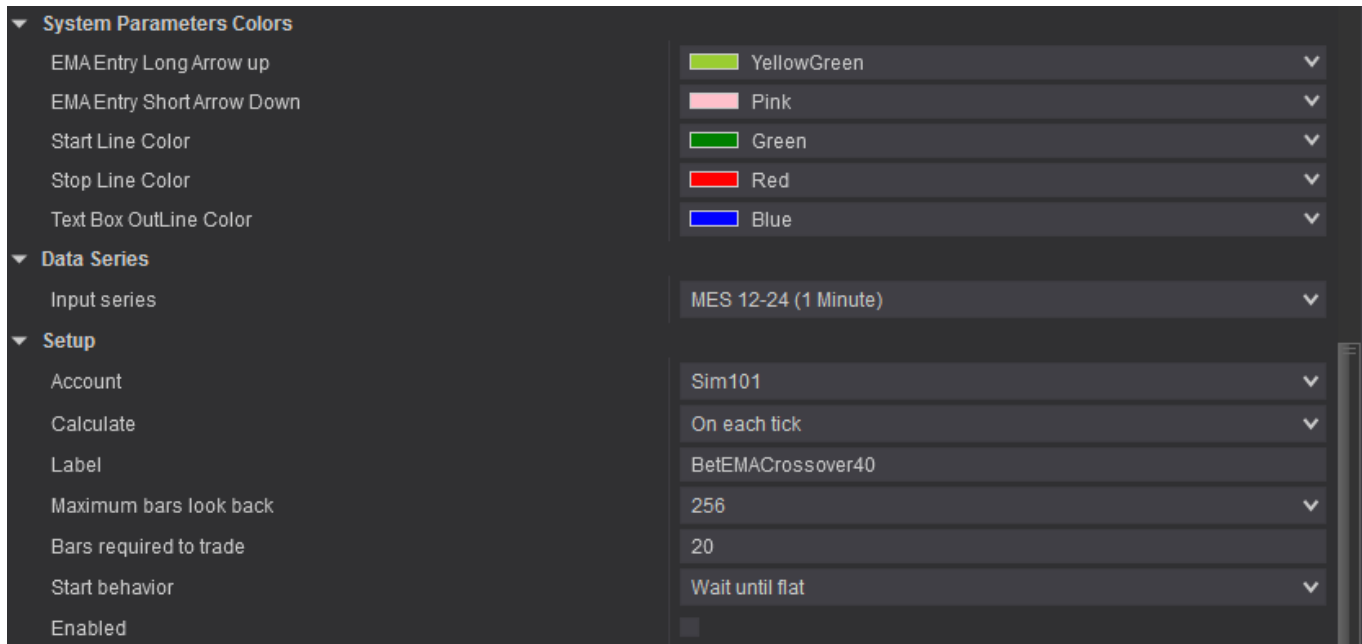 System Parameters Colors
EMA Entry Long Arrow up YellowGreen
EMA Entry Short Arrow Down Pink
Start Line Color Green
Stop Line Color Red
Text Box OutLine Color Blue
Data Series
Input series MES 12-24 (1 Minute)
Setup
Account Sim101
Calculate On each tick
Label BetEMACrossover40
Maximum bars look back 256
Bars required to trade 20
Start behavior Wait until flat
Enabled